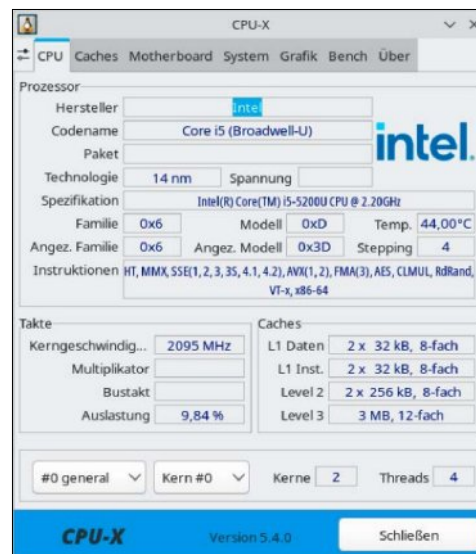 CPU-X
CPU Caches Motherboard System Grafik Bench Über
Prozessor
Hersteller Intel
Codename Core i5 (Broadwell-U)
Paket
intel.
Technologie 14 nm Spannung
Spezifikation Intel(R) Core(TM) i5-5200U CPU @ 2.20GHz
Familie 0x6 Modell 0xD Temp. 44,00°C
Angez. Familie 0x6 Angez. Modell 0x3D Stepping 4
Instruktionen HT, MMX, SSE(1, 2, 3, 3S, 4.1, 4.2), AVX(1, 2), FMA(3), AES, CLMUL, RdRand,
VT-x, x86-64
Takte Caches
Kerngeschwindig... 2095 MHz L1 Daten 2 x 32 kB, 8-fach
Multiplikator L1 Inst. 2 x 32 kB, 8-fach
Bustakt Level 2 2 x 256 kB, 8-fach
Auslastung 9,84 % Level 3 3 MB, 12-fach
#0 general Kern #0 Kerne 2 Threads 4
CPU-X Version 5.4.0 Schließen